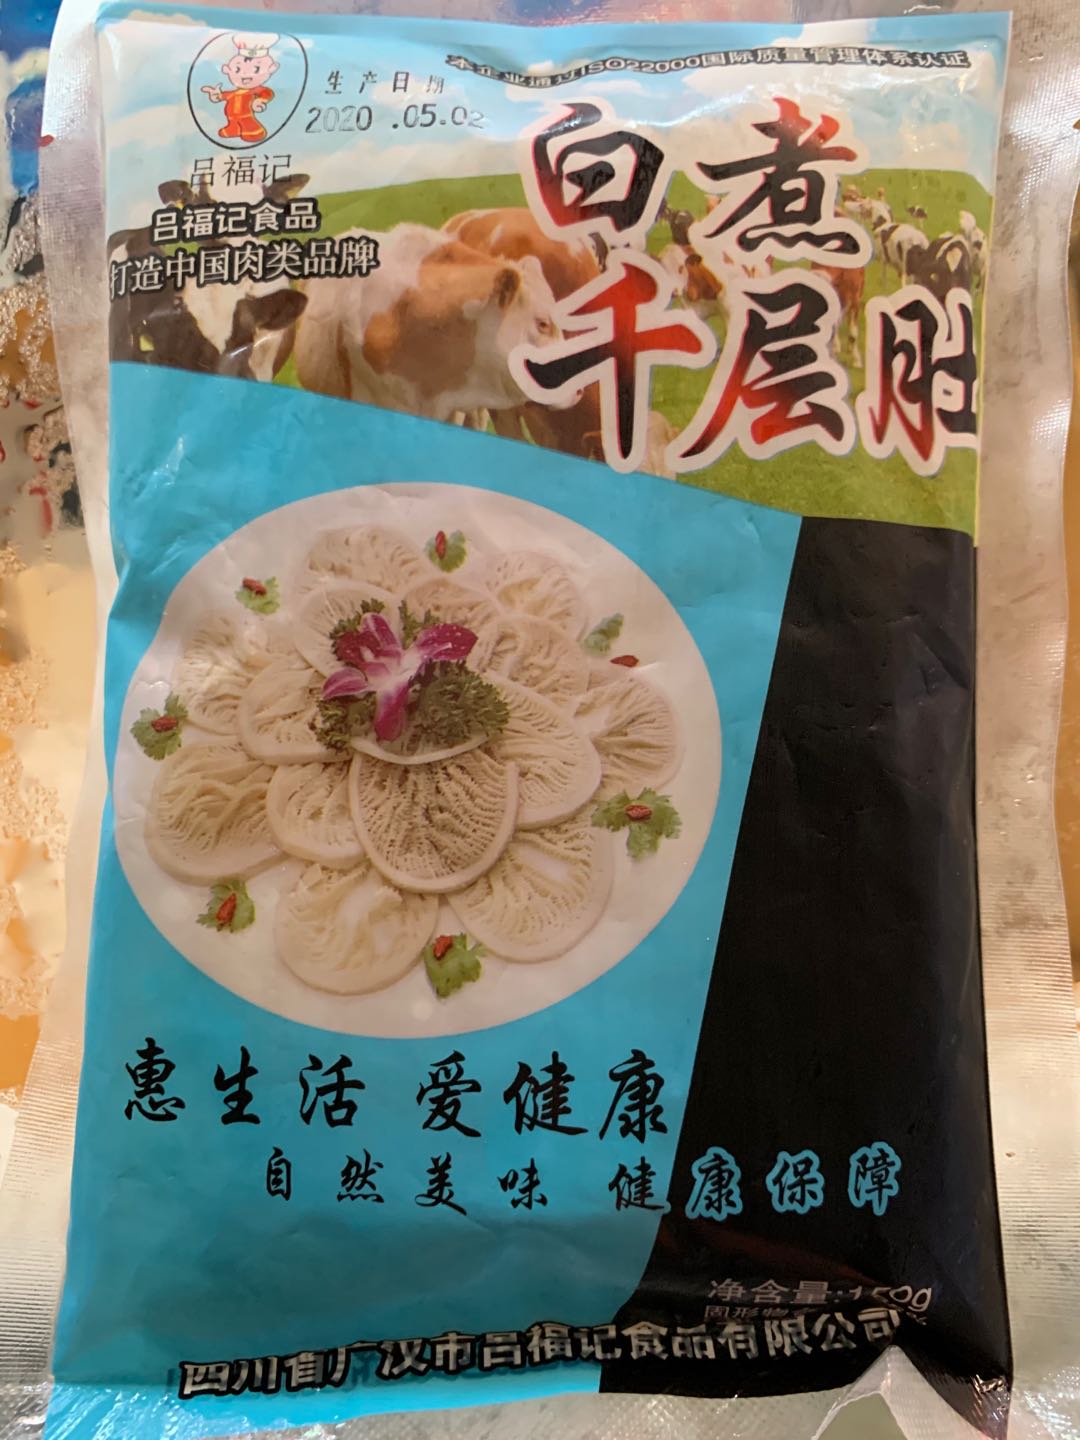 本企业通过ISO22000国际质量管理体系认证
生产日期
2020 .05.02
吕福记
吕福记食品
打造中国肉类品牌
白煮
千层肚
惠生活 爱健康
自然美味 健康保障
净含量:150g
四川省广汉市吕福记食品有限公司